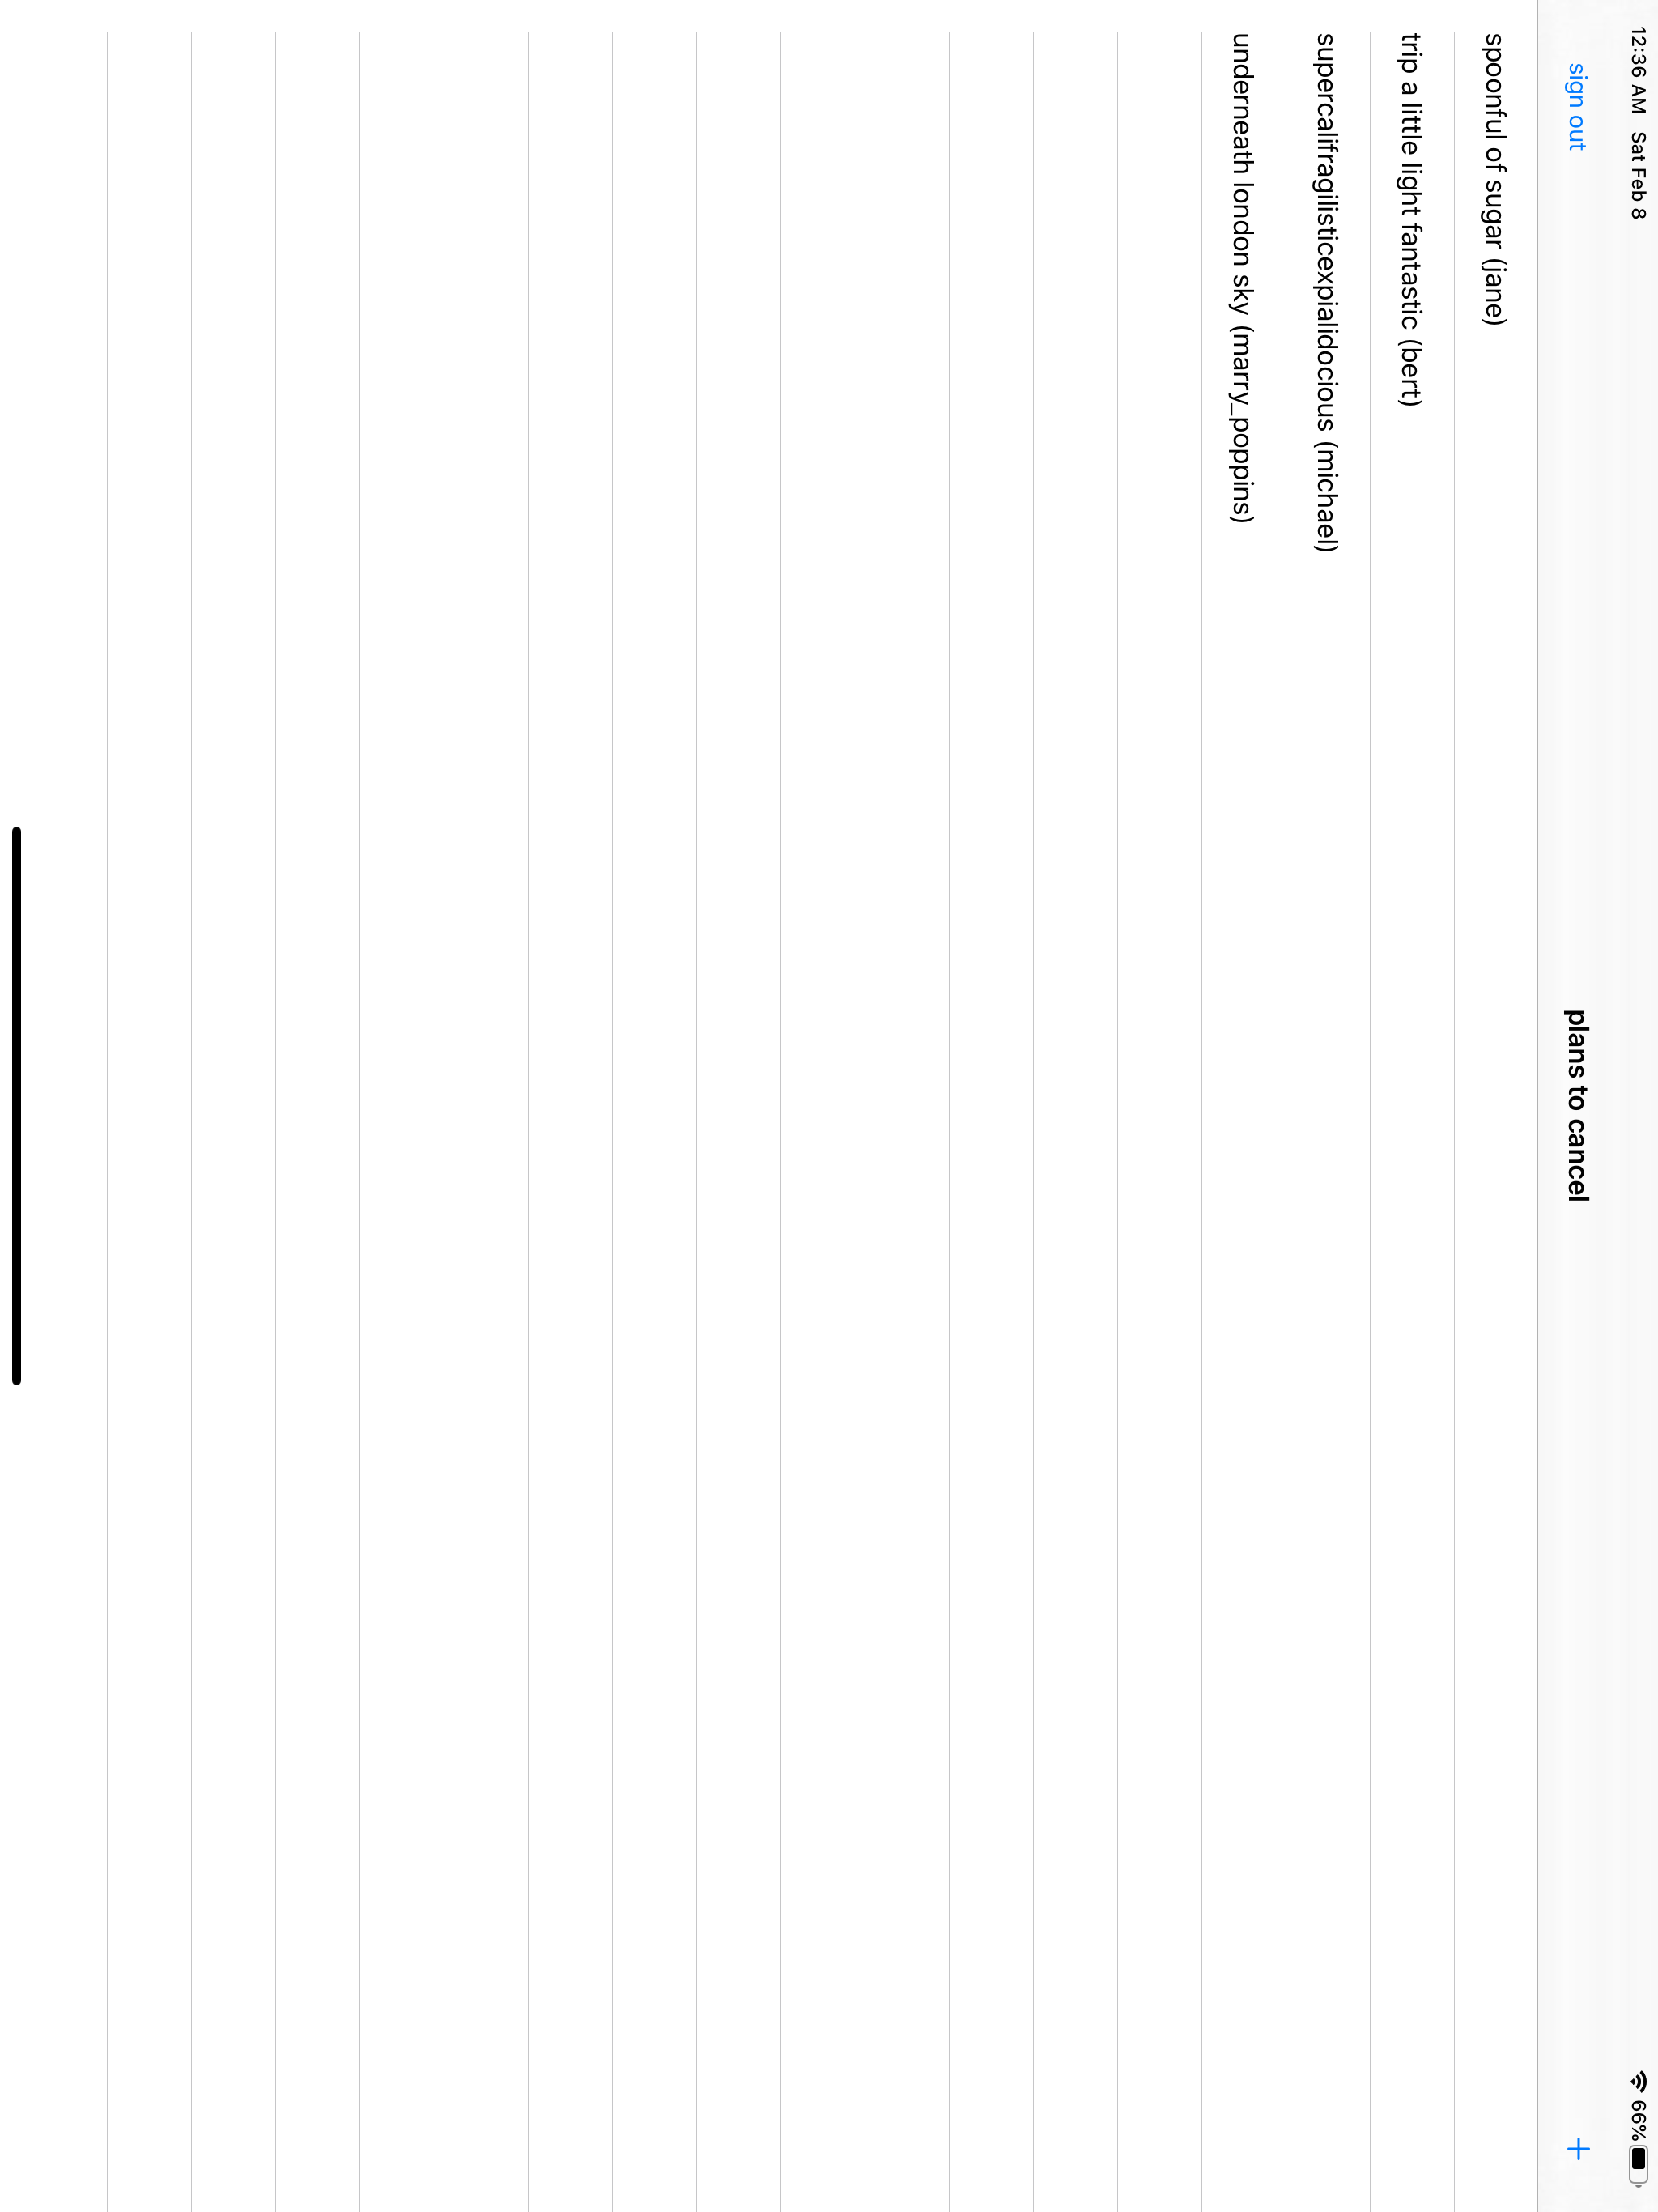 12:36 AM Sat Feb 8 66%
sign out plans to cancel +
spoonful of sugar (jane)
trip a little light fantastic (bert)
supercalifragilisticexpialidocious (michael)
underneath london sky (marry_poppins)